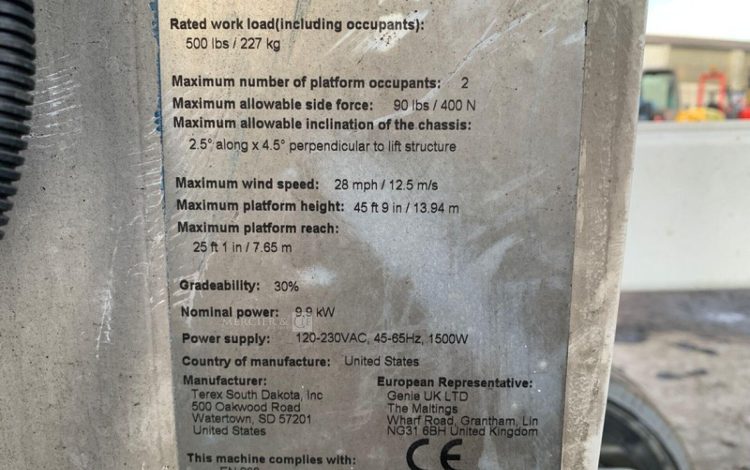 Rated work load(including occupants):
500 lbs / 227 kg
Maximum number of platform occupants: 2
Maximum allowable side force: 90 lbs / 400 N
Maximum allowable inclination of the chassis:
2.5° along x 4.5° perpendicular to lift structure
Maximum wind speed: 28 mph / 12.5 m/s
Maximum platform height: 45 ft 9 in / 13.94 m
Maximum platform reach:
25 ft 1 in / 7.65 m
Gradeability: 30%
Nominal power: 9.9 kW
Power supply: 120-230VAC, 45-65Hz, 1500W
Country of manufacture: United States
Manufacturer:
Terex South Dakota, Inc
500 Oakwood Road
Watertown, SD 57201
United States
European Representative:
Genie UK LTD
The Maltings
Wharf Road, Grantham, Lin
NG31 6BH United Kingdom
This machine complies with:
CE